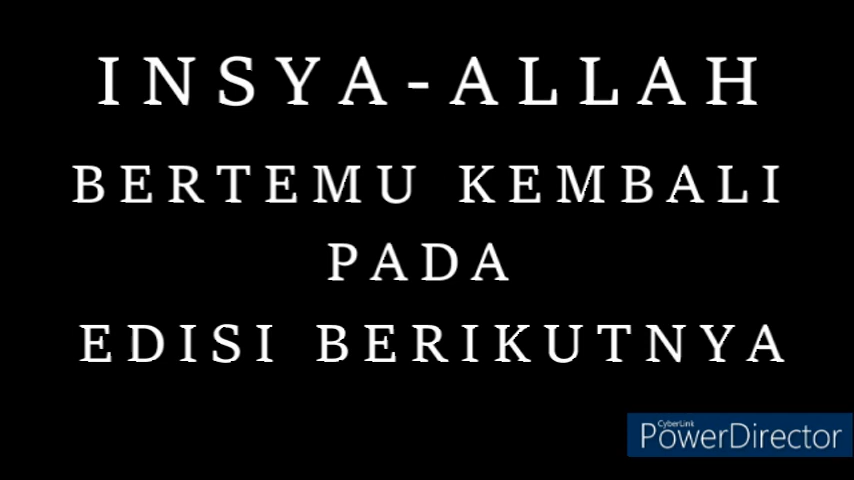 INSYA-ALLAH
BERTEMU KEMBALI
PADA
EDISI BERIKUTNYA
CyberLink
PowerDirector